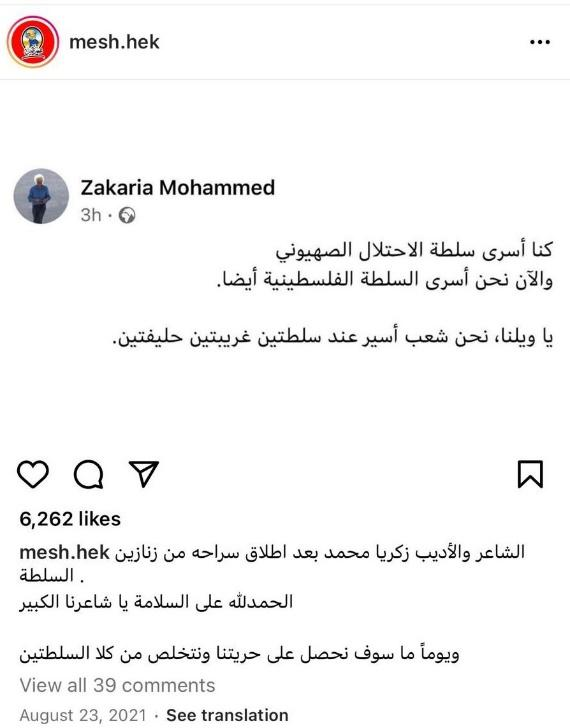 mesh.hek
Zakaria Mohammed
3h ·
كنا أسرى سلطة الاحتلال الصهيوني
والآن نحن أسرى السلطة الفلسطينية أيضا.
يا ويلنا، نحن شعب أسير عند سلطتين غريبتين حليفتين.
6,262 likes
mesh.hek الشاعر والأديب زكريا محمد بعد اطلاق سراحه من زنازين
السلطة .
الحمدلله على السلامة يا شاعرنا الكبير
ويوماً ما سوف نحصل على حريتنا ونتخلص من كلا السلطتين
View all 39 comments
August 23, 2021 · See translation